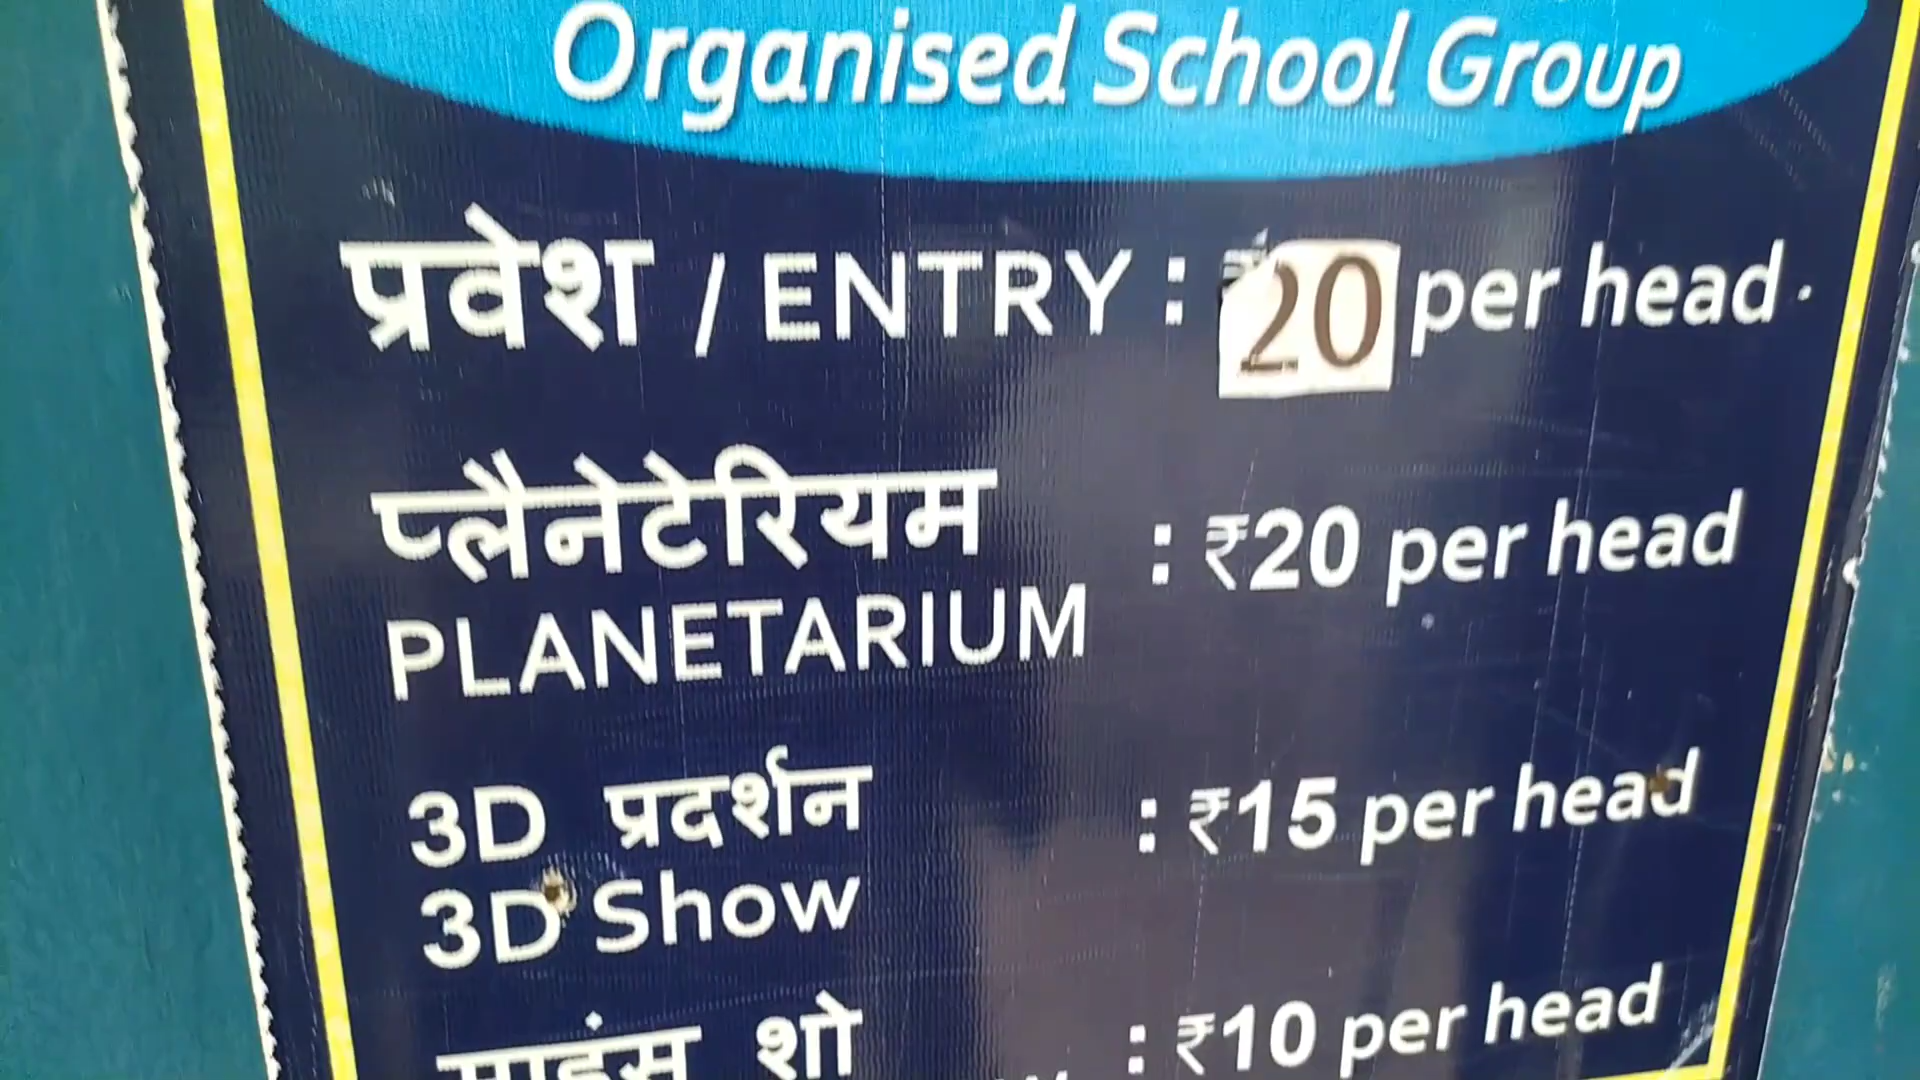 Organised School Group
प्रवेश / ENTRY : ₹20 per head
प्लैनेटेरियम
: ₹20 per head
PLANETARIUM
3D प्रदर्शन
: ₹15 per head
3D Show
साइंस शो : ₹10 per head